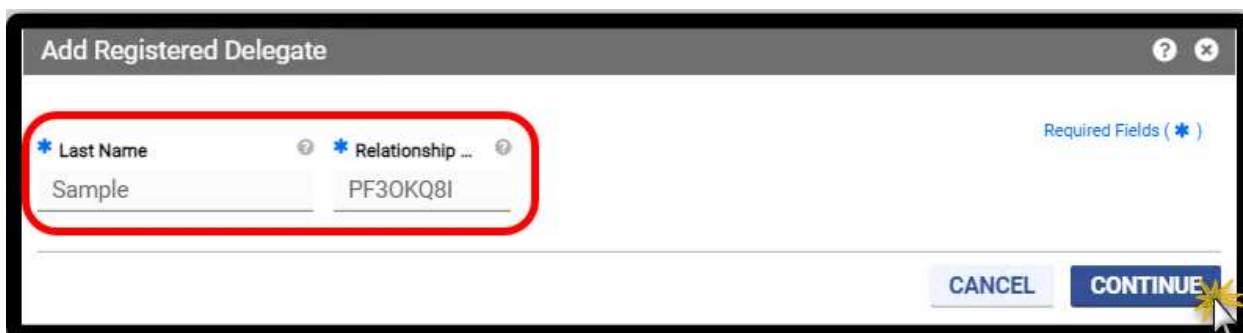 Add Registered Delegate
Required Fields ( * )
* Last Name * Relationship ...
Sample PF3OKQ8I
CANCEL CONTINUE